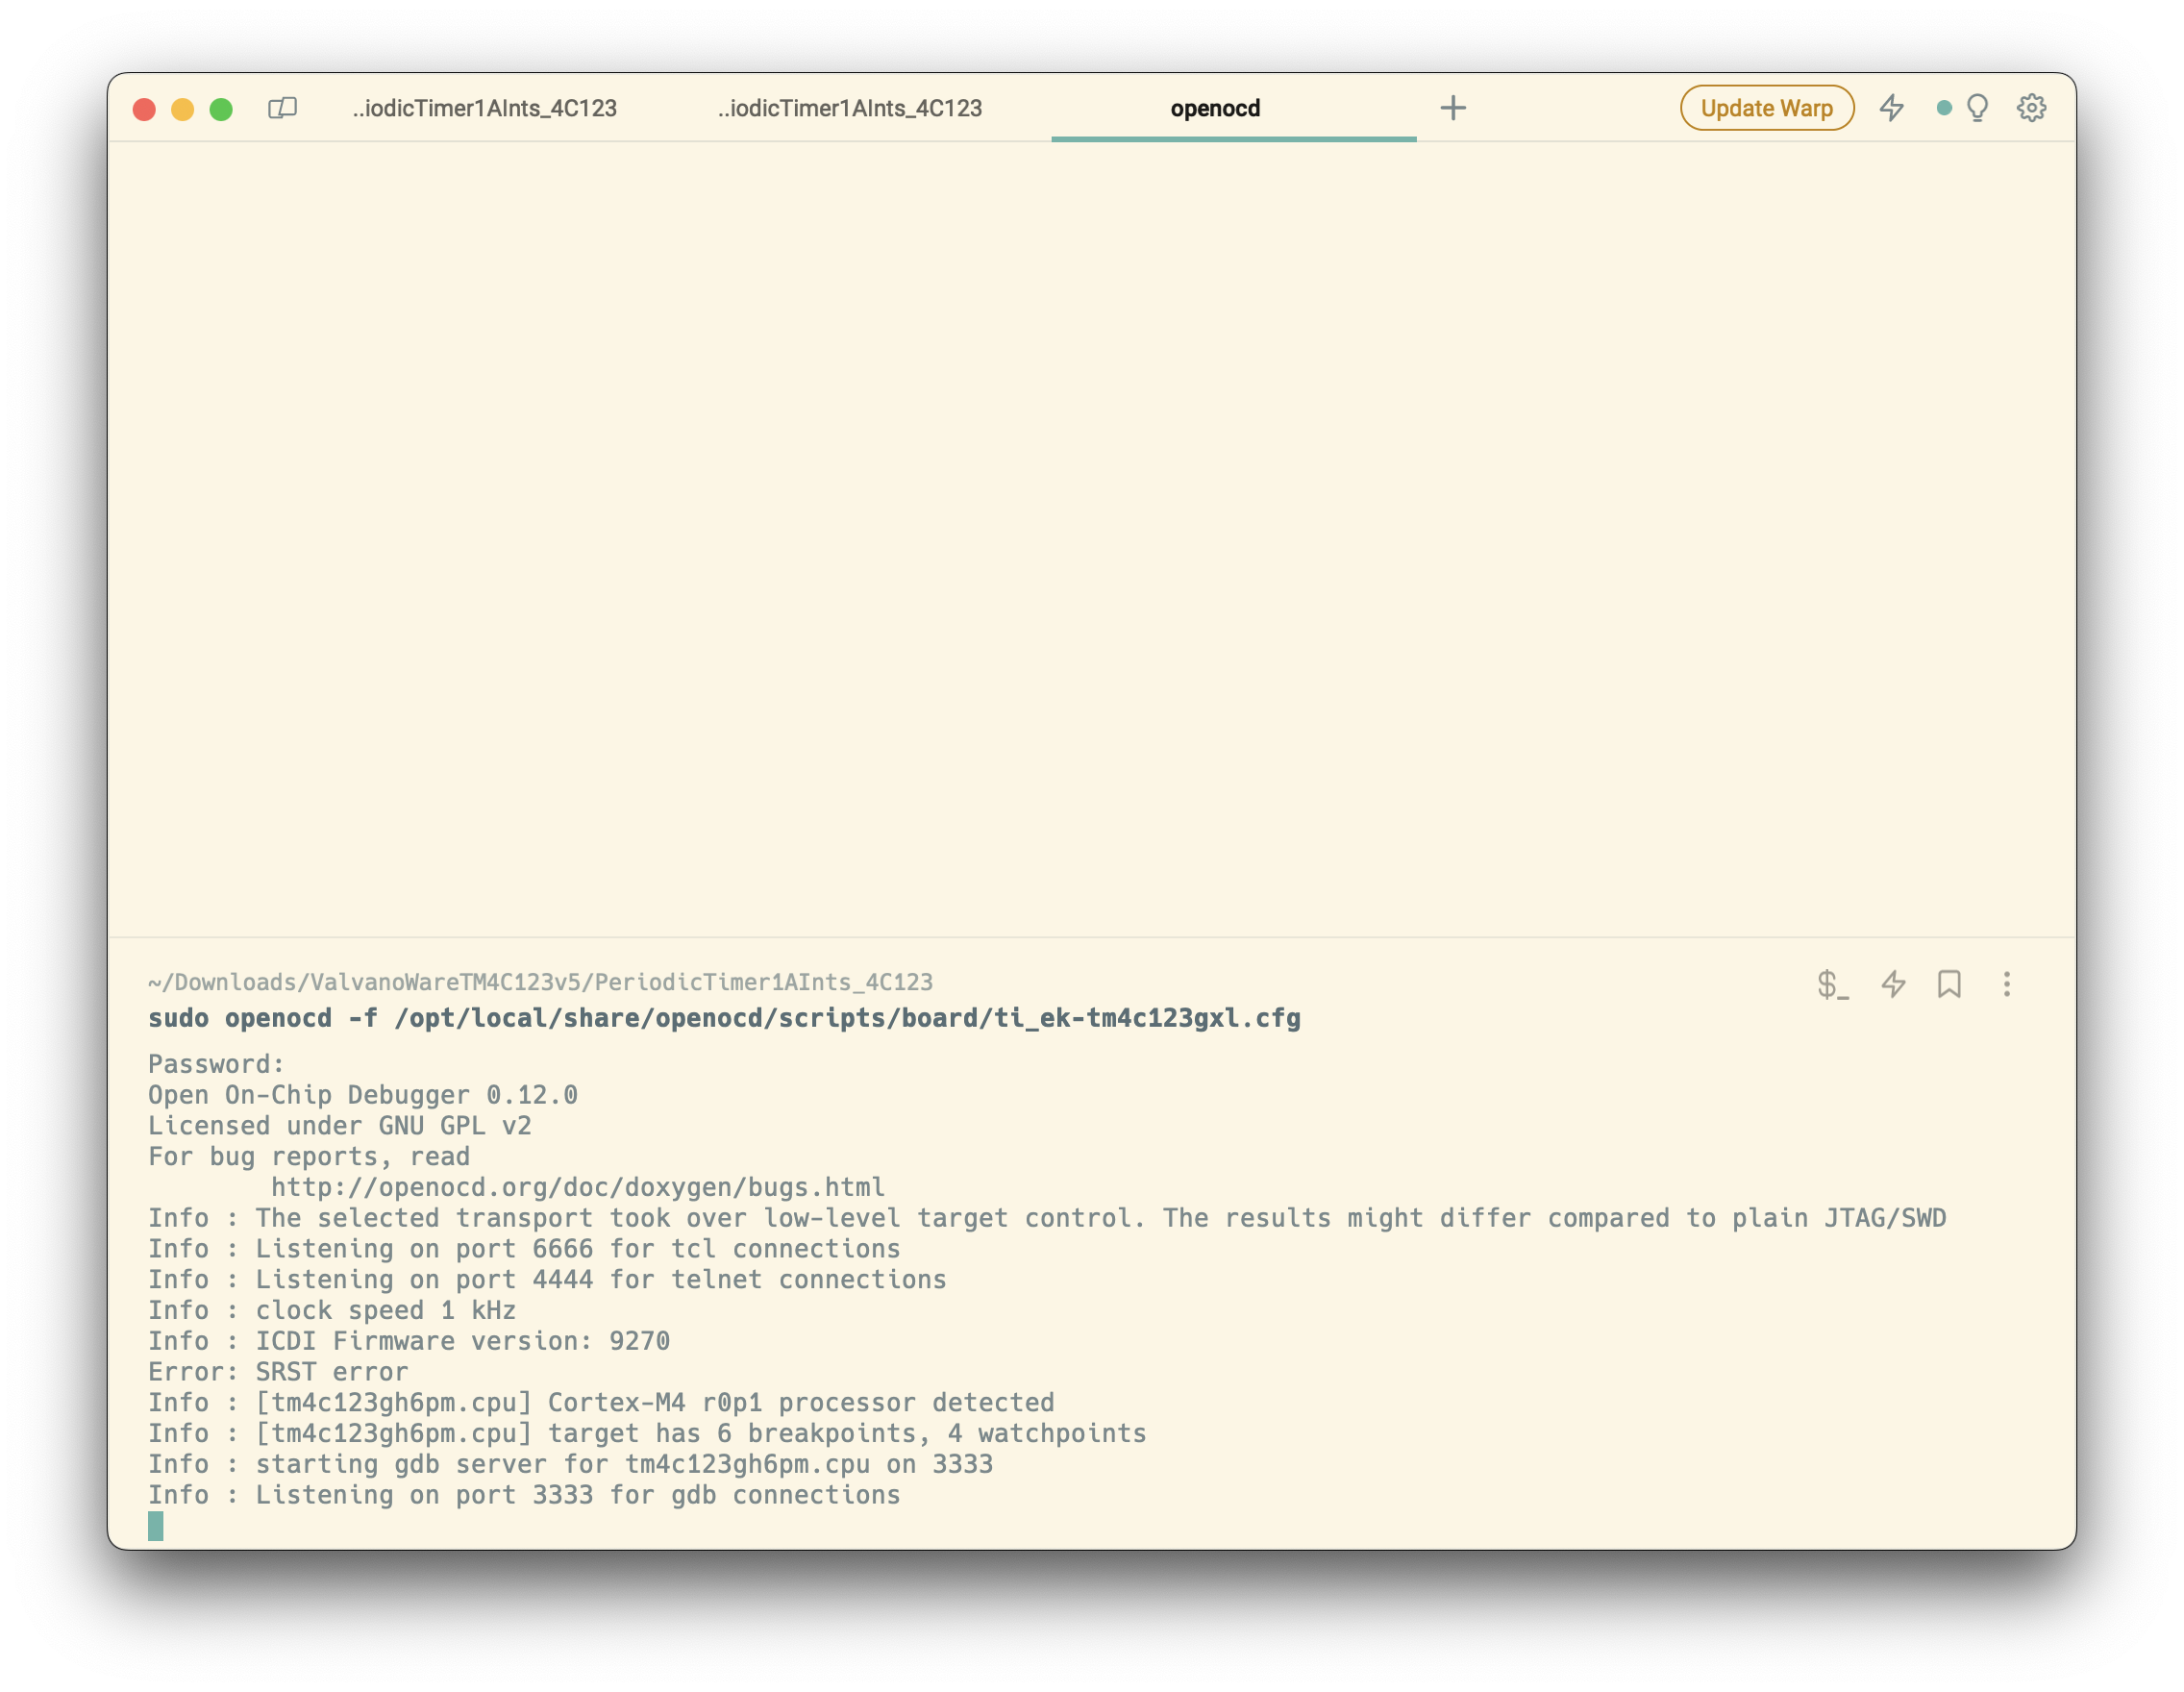 ..iodicTimer1AInts_4C123 ..iodicTimer1AInts_4C123 openocd Update Warp
~/Downloads/ValvanoWareTM4C123v5/PeriodicTimer1AInts_4C123
sudo openocd -f /opt/local/share/openocd/scripts/board/ti_ek-tm4c123gxl.cfg
Password:
Open On-Chip Debugger 0.12.0
Licensed under GNU GPL v2
For bug reports, read
        http://openocd.org/doc/doxygen/bugs.html
Info : The selected transport took over low-level target control. The results might differ compared to plain JTAG/SWD
Info : Listening on port 6666 for tcl connections
Info : Listening on port 4444 for telnet connections
Info : clock speed 1 kHz
Info : ICDI Firmware version: 9270
Error: SRST error
Info : [tm4c123gh6pm.cpu] Cortex-M4 r0p1 processor detected
Info : [tm4c123gh6pm.cpu] target has 6 breakpoints, 4 watchpoints
Info : starting gdb server for tm4c123gh6pm.cpu on 3333
Info : Listening on port 3333 for gdb connections